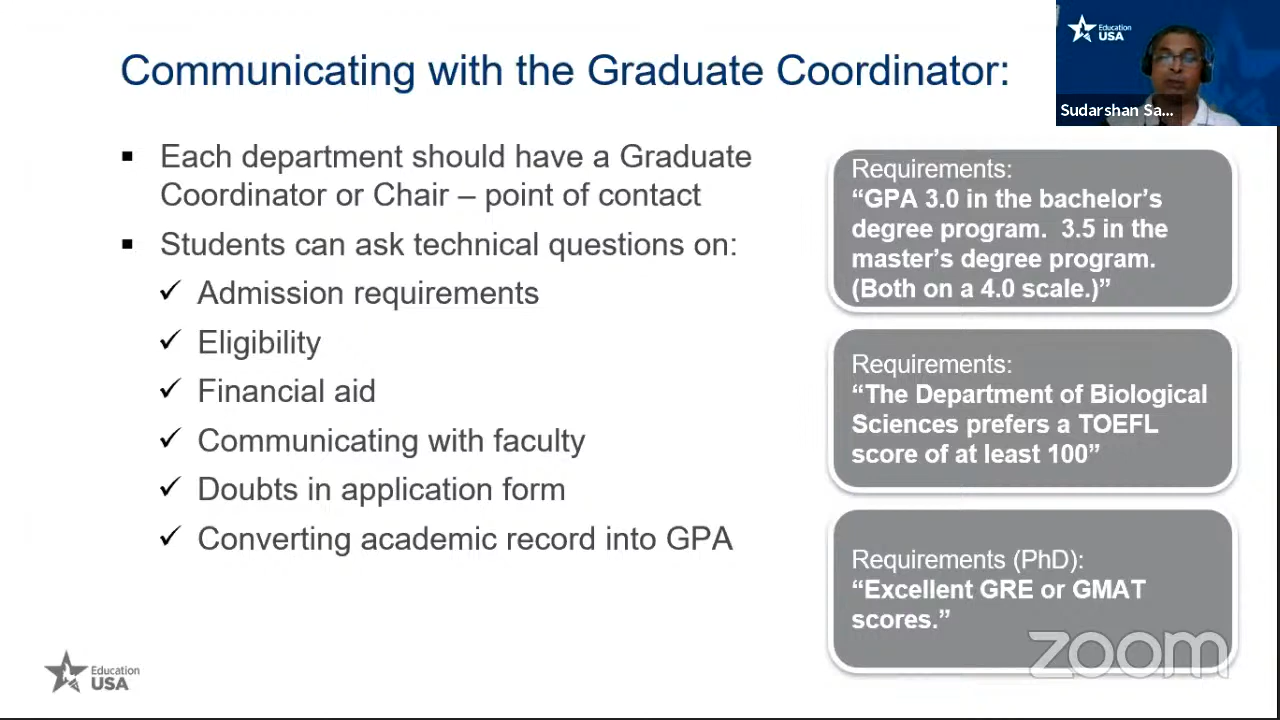 Communicating with the Graduate Coordinator:
Education
USA
Sudarshan Sa...
▪ Each department should have a Graduate
Coordinator or Chair – point of contact
▪ Students can ask technical questions on:
✓ Admission requirements
✓ Eligibility
✓ Financial aid
✓ Communicating with faculty
✓ Doubts in application form
✓ Converting academic record into GPA
Requirements:
“GPA 3.0 in the bachelor’s
degree program. 3.5 in the
master’s degree program.
(Both on a 4.0 scale.)”
Requirements:
“The Department of Biological
Sciences prefers a TOEFL
score of at least 100”
Requirements (PhD):
“Excellent GRE or GMAT
scores.”
zoom
Education
USA